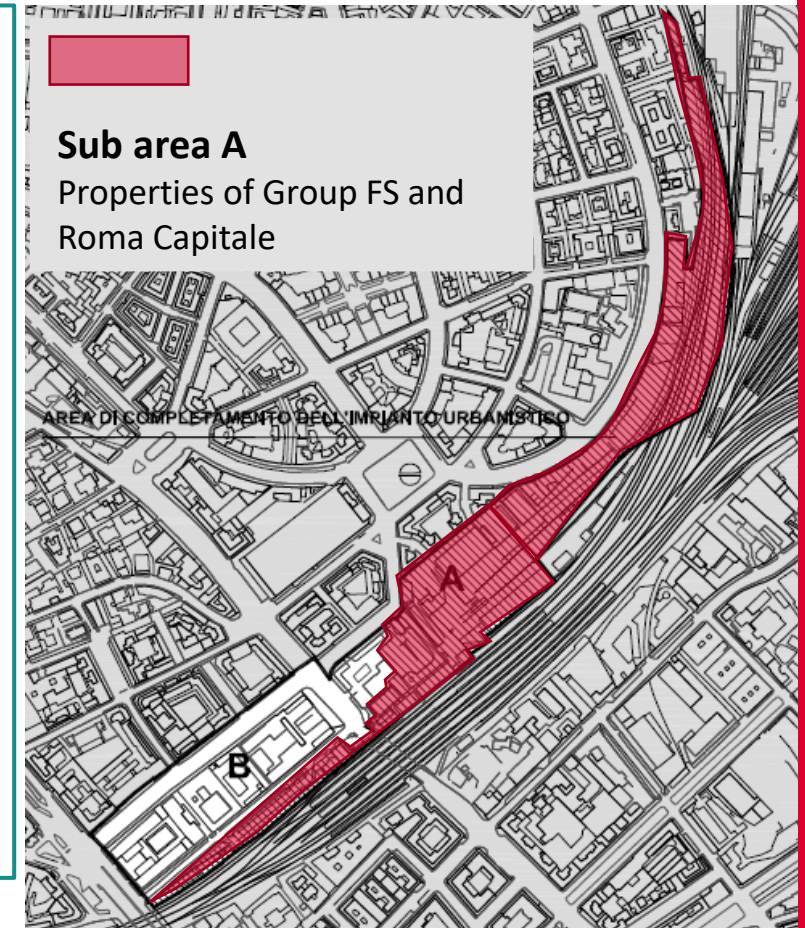 Sub area A
Properties of Group FS and
Roma Capitale
AREA DI COMPLETAMENTO DELL'IMPIANTO URBANISTICO
A
B